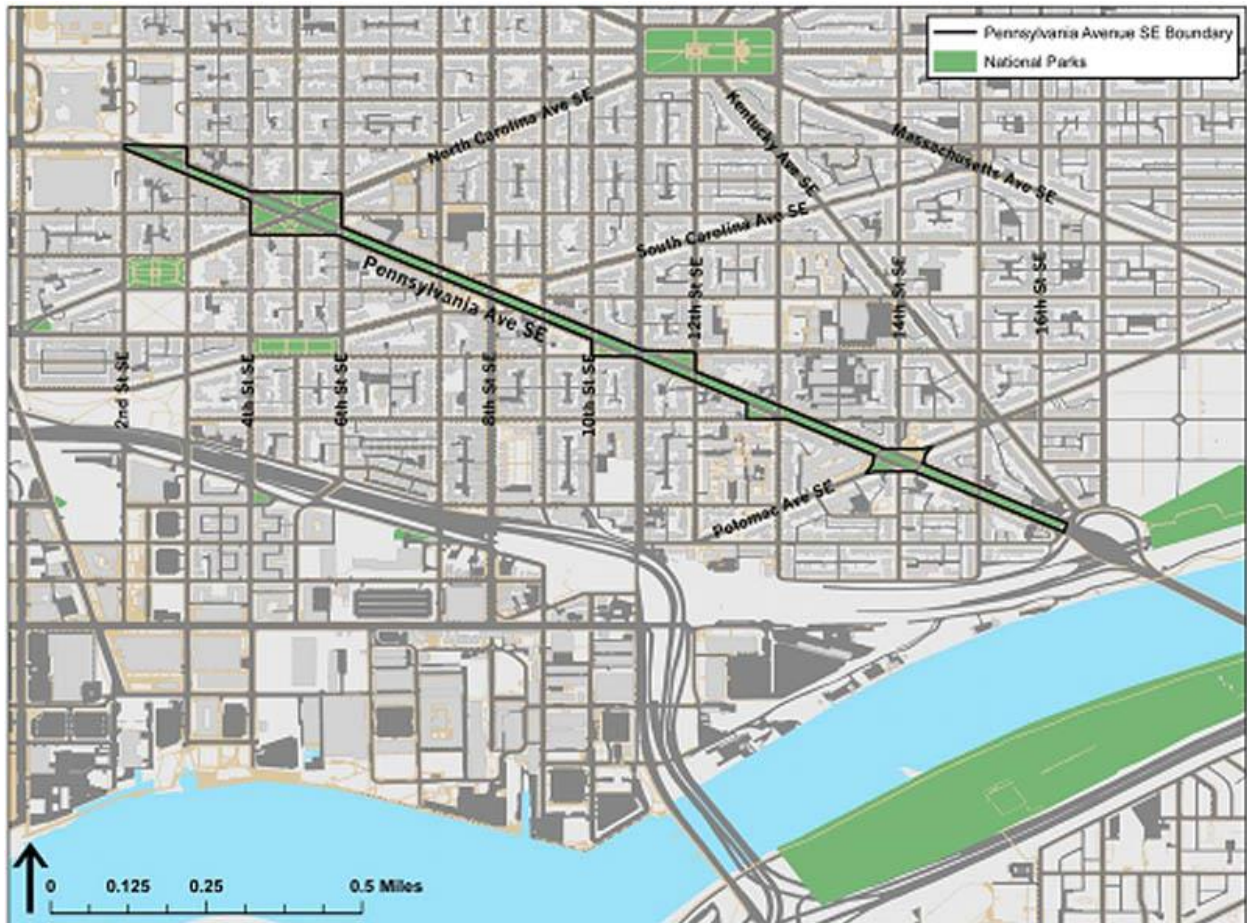 Pennsylvania Avenue SE Boundary
National Parks
North Carolina Ave SE
Kentucky Ave SE
Massachusetts Ave SE
South Carolina Ave SE
Pennsylvania Ave SE
2nd St SE
4th St SE
6th St SE
8th St SE
10th St SE
12th St SE
14th St SE
16th St SE
Potomac Ave SE
0 0.125 0.25 0.5 Miles